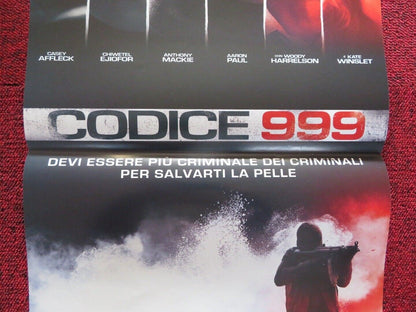 CASEY AFFLECK
CHIWETEL EJIOFOR
ANTHONY MACKIE
AARON PAUL
WITH WOODY HARRELSON
E KATE WINSLET
CODICE 999
DEVI ESSERE PIÙ CRIMINALE DEI CRIMINALI
PER SALVARTI LA PELLE